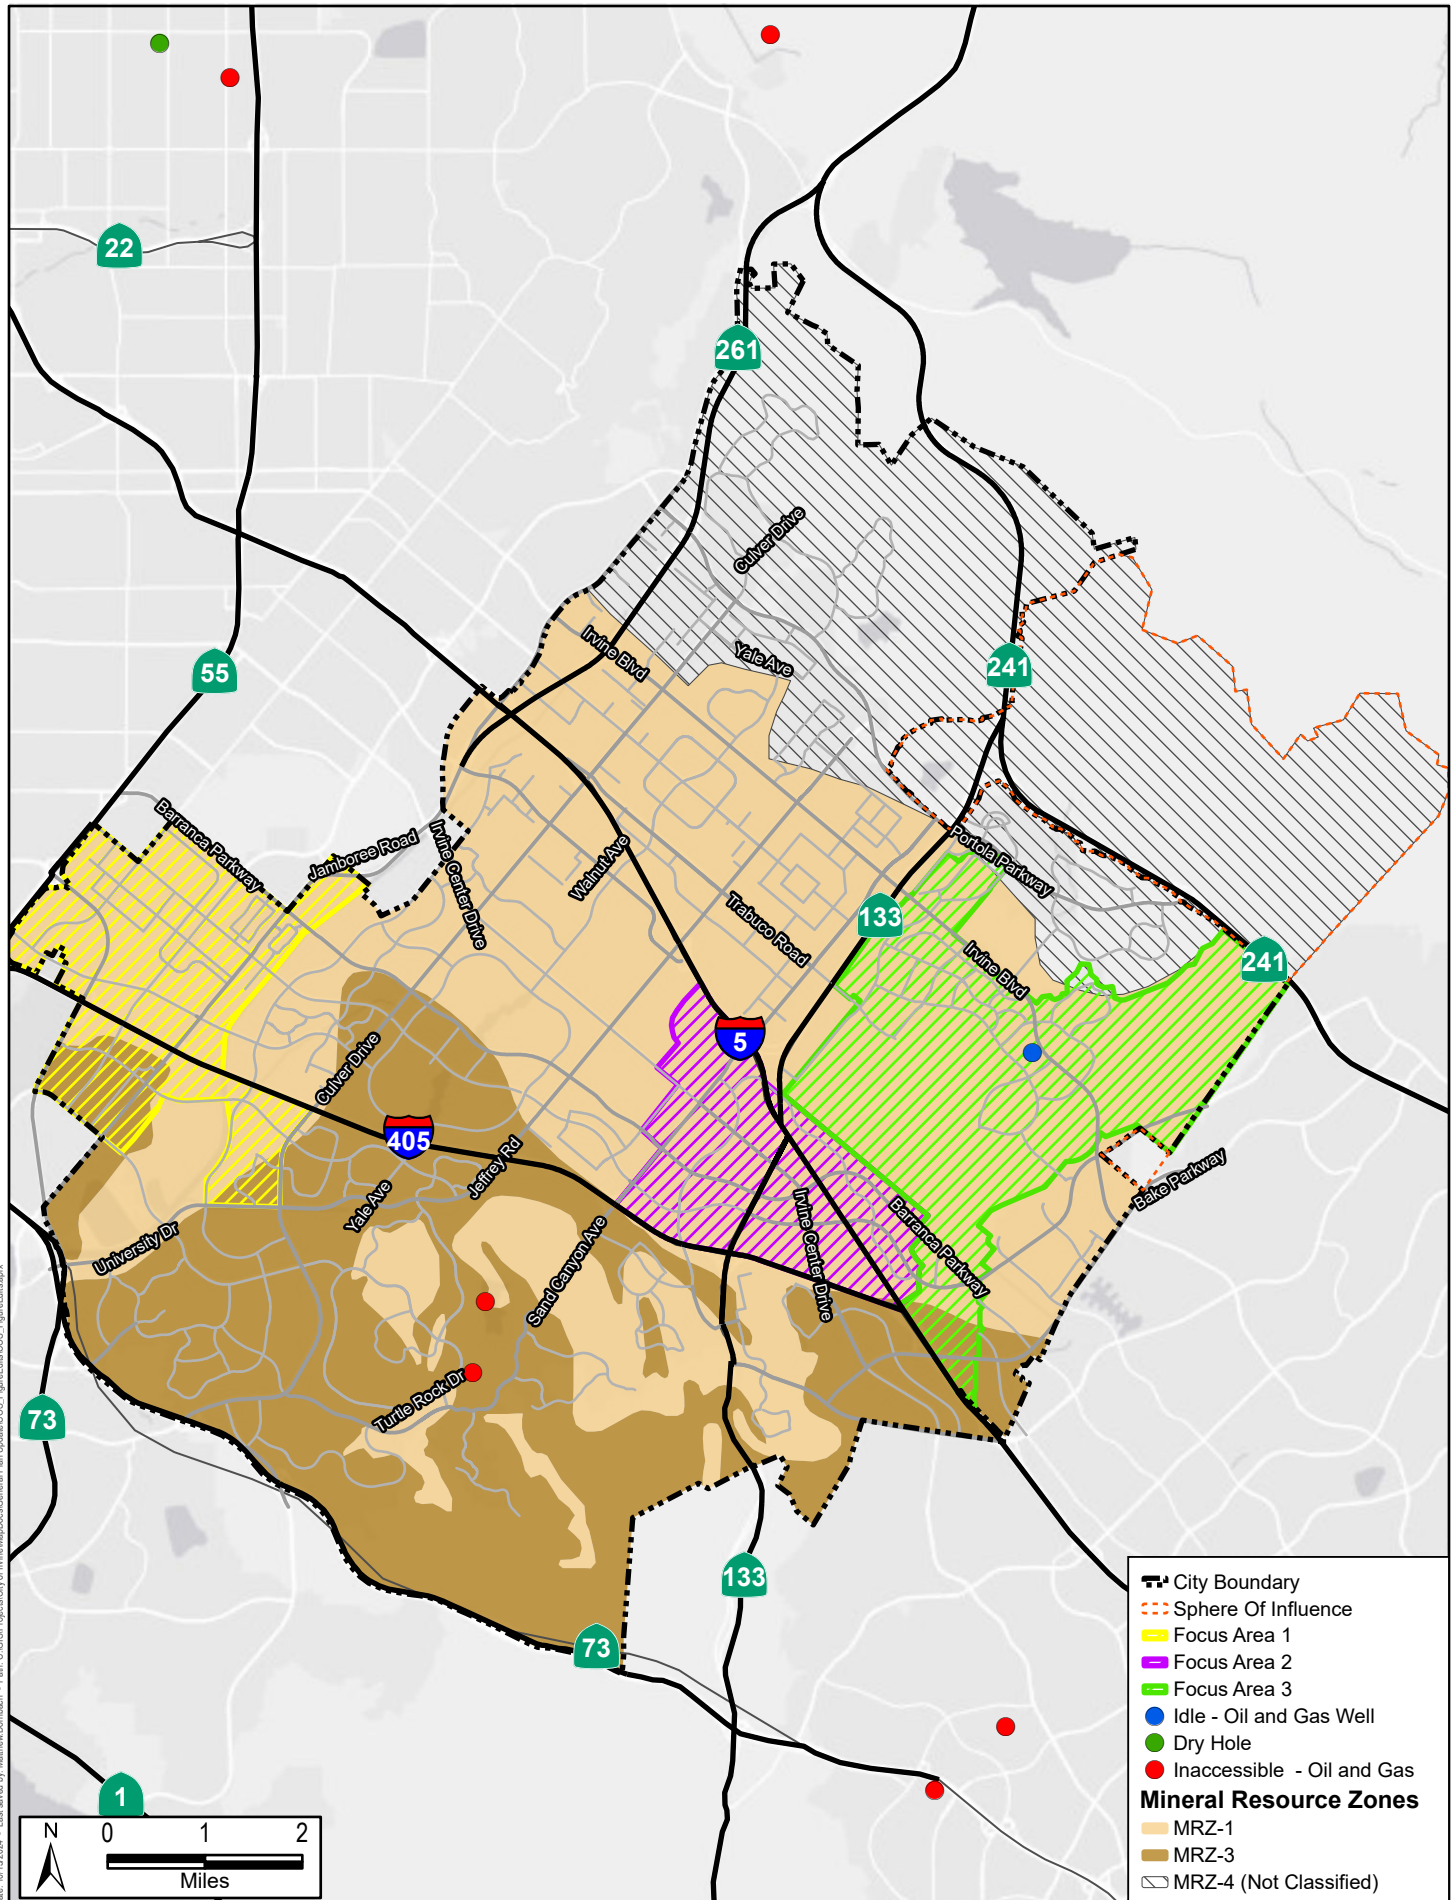 22
261
Culver Drive
Irvine Blvd
Yale Ave
241
55
Barranca Parkway
Jamboree Road
Irvine Center Drive
Walnut Ave
Portola Parkway
Trabuco Road
133
Irvine Blvd
241
5
Culver Drive
405
Jeffrey Rd
Yale Ave
Bake Parkway
University Dr
Sand Canyon Ave
Irvine Center Drive
Barranca Parkway
Turtle Rock Dr
73
133
73
1
N
0 1 2
Miles
City Boundary
Sphere Of Influence
Focus Area 1
Focus Area 2
Focus Area 3
Idle - Oil and Gas Well
Dry Hole
Inaccessible - Oil and Gas
Mineral Resource Zones
MRZ-1
MRZ-3
MRZ-4 (Not Classified)